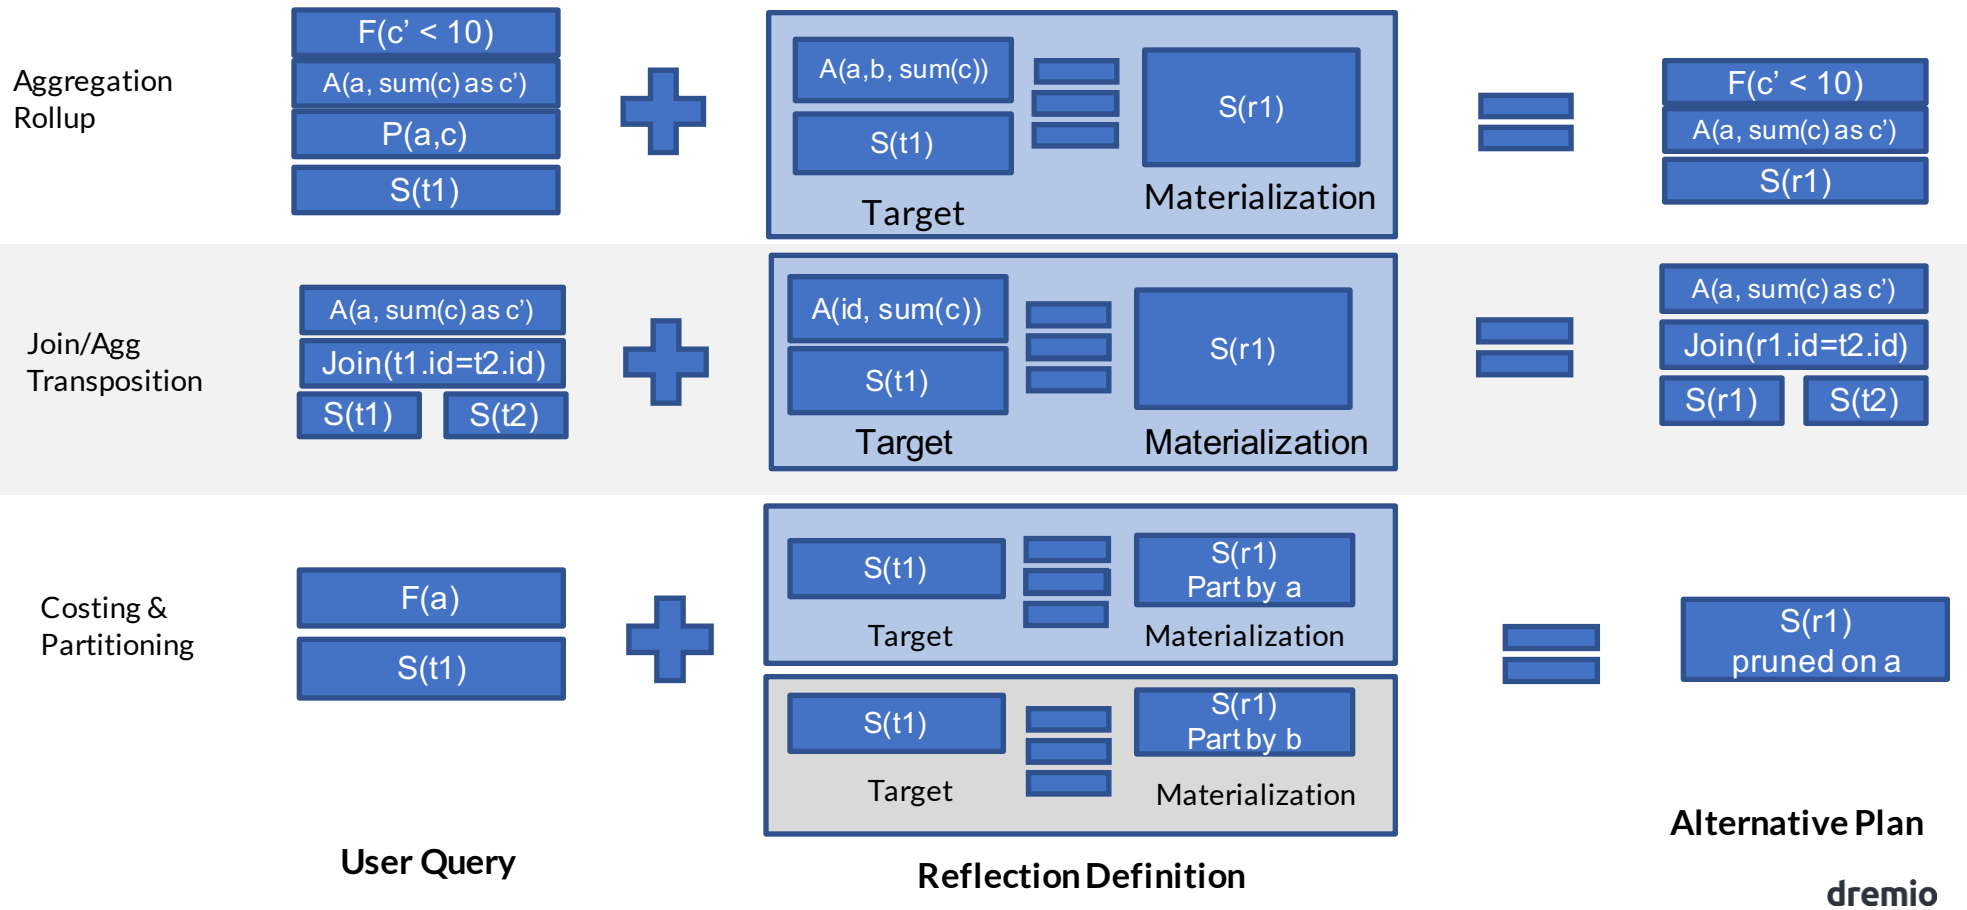 Aggregation
Rollup
F(c’ < 10)
A(a, sum(c) as c’)
P(a,c)
S(t1)
A(a,b, sum(c))
S(t1)
Target
S(r1)
Materialization
F(c’ < 10)
A(a, sum(c) as c’)
S(r1)
Join/Agg
Transposition
A(a, sum(c) as c’)
Join(t1.id=t2.id)
S(t1) S(t2)
A(id, sum(c))
S(t1)
Target
S(r1)
Materialization
A(a, sum(c) as c’)
Join(r1.id=t2.id)
S(r1) S(t2)
Costing &
Partitioning
F(a)
S(t1)
S(t1)
Target
S(r1)
Part by a
Materialization
S(t1)
Target
S(r1)
Part by b
Materialization
S(r1)
pruned on a
User Query
Reflection Definition
Alternative Plan
dremio